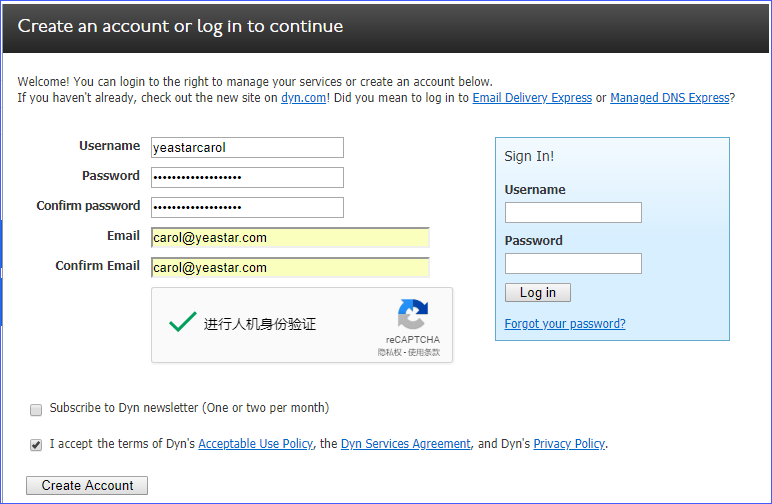 Create an account or log in to continue
Welcome! You can login to the right to manage your services or create an account below.
If you haven't already, check out the new site on dyn.com! Did you mean to log in to Email Delivery Express or Managed DNS Express?
Username
yeastarcarol
Password
••••••••••••••••••
Confirm password
••••••••••••••••••
Email
carol@yeastar.com
Confirm Email
carol@yeastar.com
进行人机身份验证
reCAPTCHA
隐私权 - 使用条款
Subscribe to Dyn newsletter (One or two per month)
I accept the terms of Dyn's Acceptable Use Policy, the Dyn Services Agreement, and Dyn's Privacy Policy.
Create Account
Sign In!
Username
Password
Log in
Forgot your password?